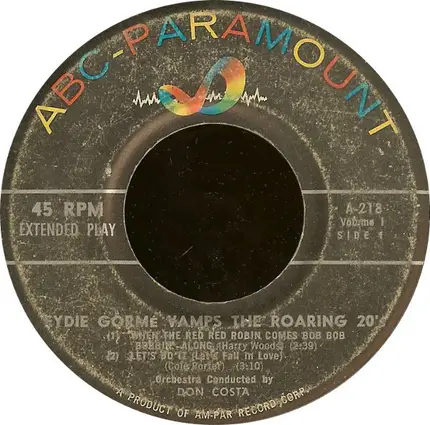 ABC-PARAMOUNT
45 RPM
EXTENDED PLAY
A-218
Volume 1
SIDE 1
EYDIE GORMÉ VAMPS THE ROARING 20's
(1) WHEN THE RED RED ROBIN COMES BOB BOB
BOBBIN' ALONG (Harry Woods) (2:39)
(2) LET'S DO IT (Let's Fall in Love)
(Cole Porter) (3:10)
Orchestra Conducted by
DON COSTA
A PRODUCT OF AM-PAR RECORD CORP.